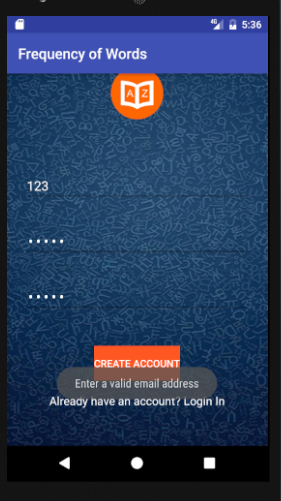 4G 5:36
Frequency of Words
A Z
123
•••••
•••••
CREATE ACCOUNT
Enter a valid email address
Already have an account? Login In